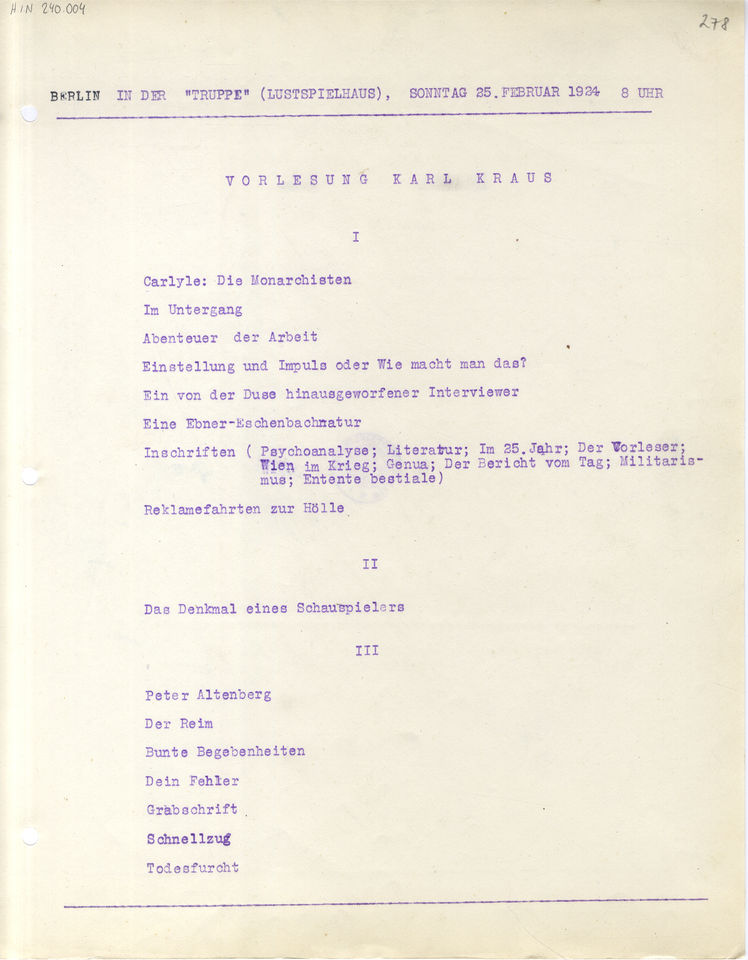 HIN 240.004
278
BERLIN IN DER "TRUPPE" (LUSTSPIELHAUS), SONNTAG 25.FEBRUAR 1924 8 UHR
VORLESUNG KARL KRAUS
I
Carlyle: Die Monarchisten
Im Untergang
Abenteuer der Arbeit
Einstellung und Impuls oder Wie macht man das?
Ein von der Duse hinausgeworfener Interviewer
Eine Ebner-Eschenbachnatur
Inschriften ( Psychoanalyse; Literatur; Im 25.Jahr; Der Vorleser;
Wien im Krieg; Genua; Der Bericht vom Tag; Militaris-
mus; Entente bestiale)
Reklamefahrten zur Hölle
II
Das Denkmal eines Schauspielers
III
Peter Altenberg
Der Reim
Bunte Begebenheiten
Dein Fehler
Grabschrift
Schnellzug
Todesfurcht